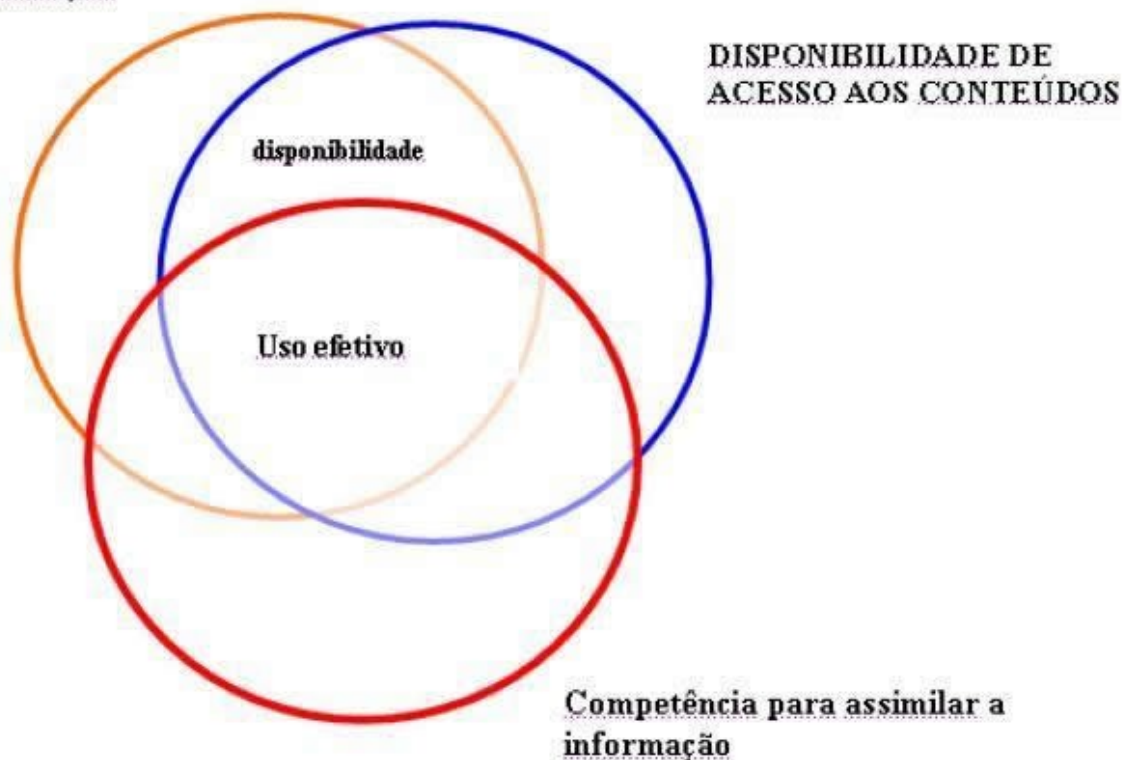 DISPONIBILIDADE DE
ACESSO AOS CONTEÚDOS
disponibilidade
Uso efetivo
Competência para assimilar a
informação